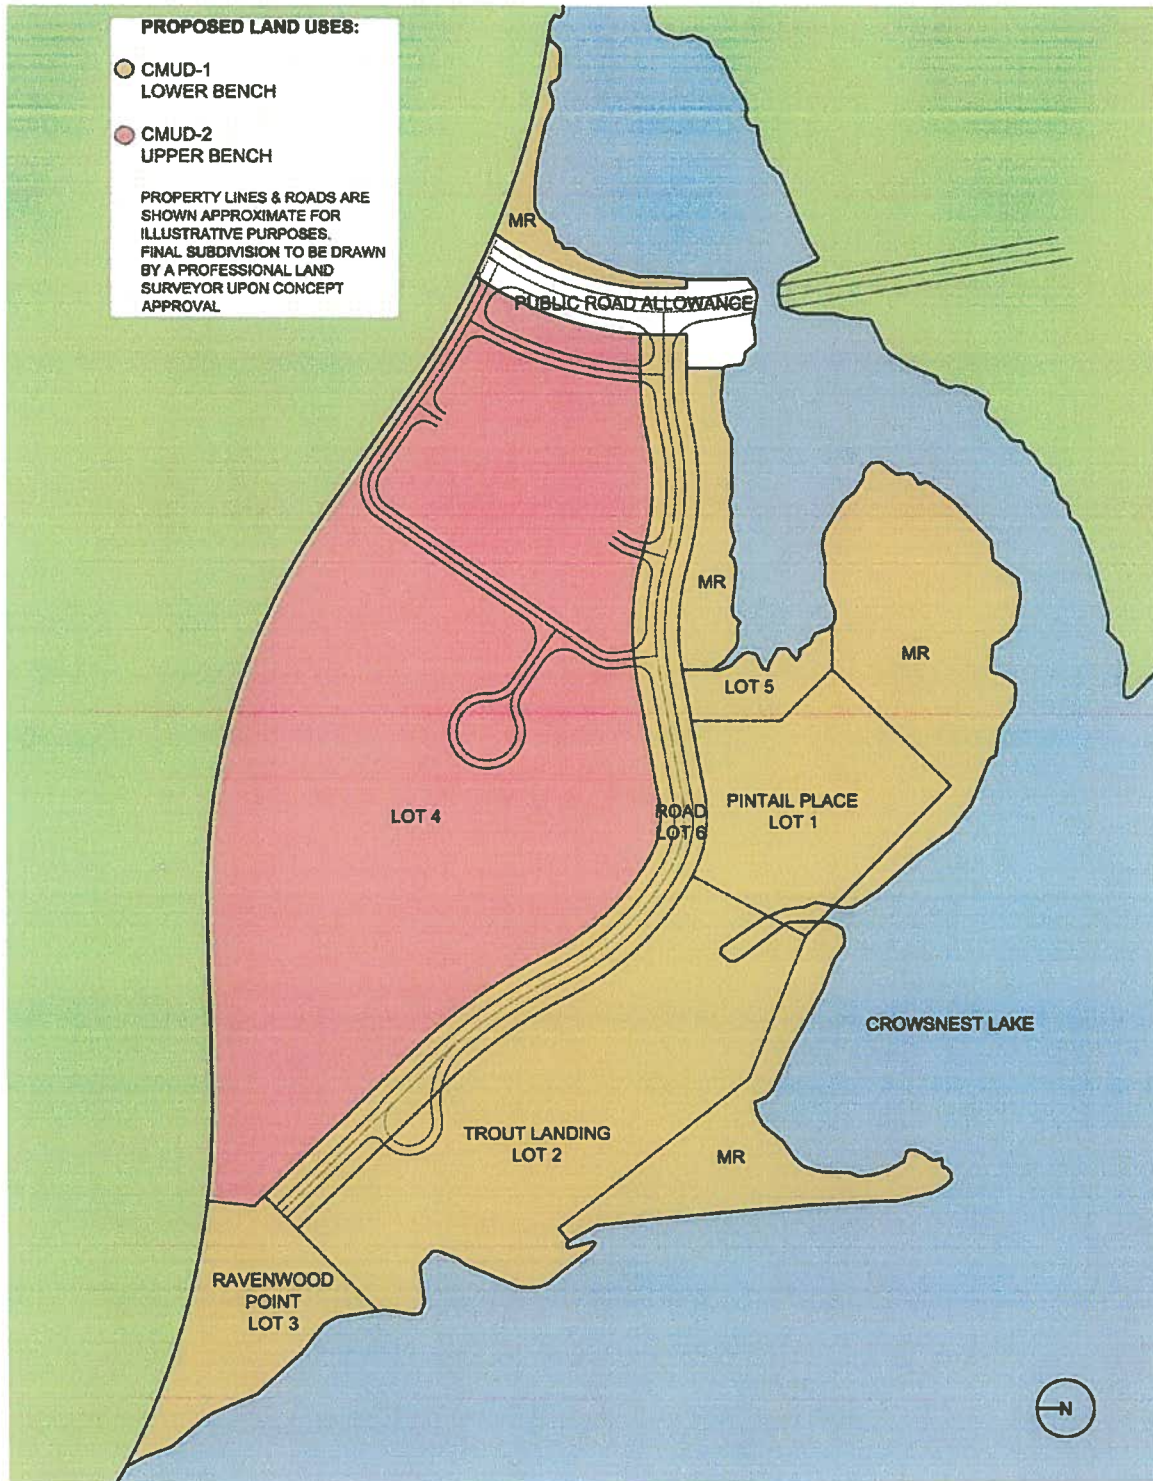 PROPOSED LAND USES:
CMUD-1
LOWER BENCH
CMUD-2
UPPER BENCH
PROPERTY LINES & ROADS ARE
SHOWN APPROXIMATE FOR
ILLUSTRATIVE PURPOSES.
FINAL SUBDIVISION TO BE DRAWN
BY A PROFESSIONAL LAND
SURVEYOR UPON CONCEPT
APPROVAL
MR
PUBLIC ROAD ALLOWANCE
MR
MR
LOT 5
PINTAIL PLACE
LOT 1
ROAD
LOT 6
LOT 4
CROWSNEST LAKE
TROUT LANDING
LOT 2
MR
RAVENWOOD
POINT
LOT 3
N